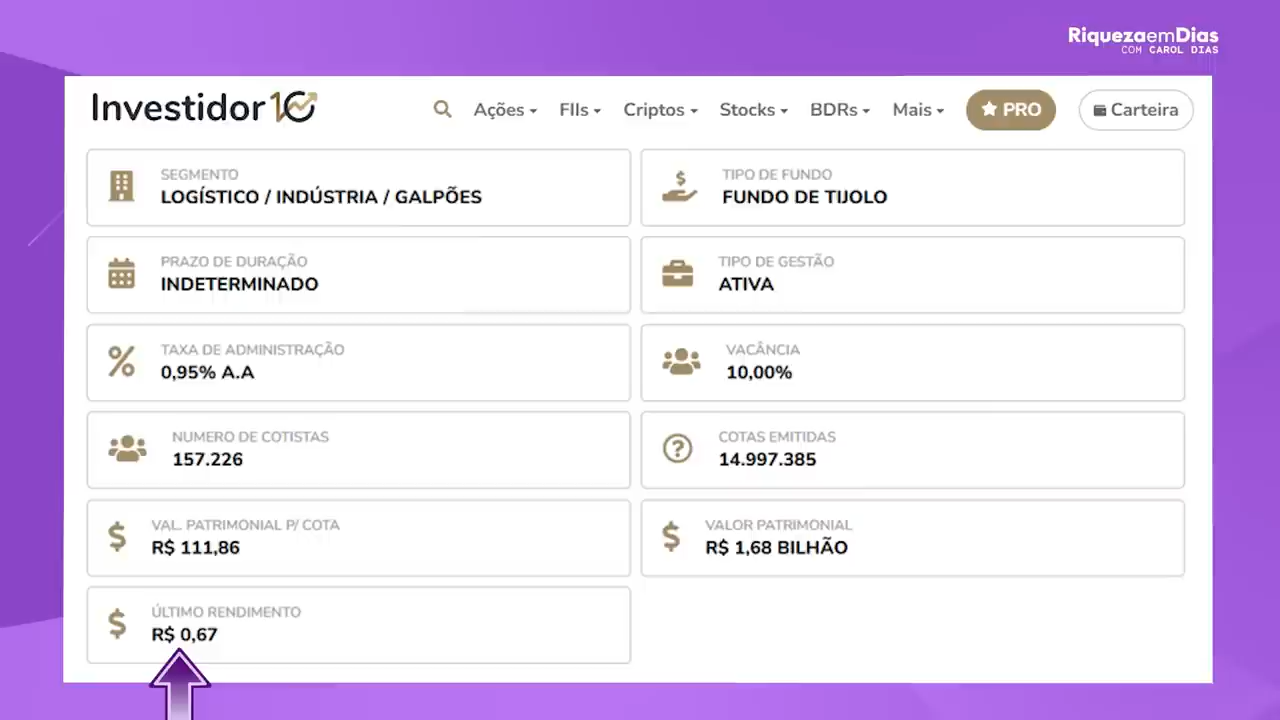 RiquezaemDias
COM CAROL DIAS
Investidor10
Ações
FIIs
Criptos
Stocks
BDRs
Mais
PRO
Carteira
SEGMENTO
LOGÍSTICO / INDÚSTRIA / GALPÕES
TIPO DE FUNDO
FUNDO DE TIJOLO
PRAZO DE DURAÇÃO
INDETERMINADO
TIPO DE GESTÃO
ATIVA
TAXA DE ADMINISTRAÇÃO
0,95% A.A
VACÂNCIA
10,00%
NUMERO DE COTISTAS
157.226
COTAS EMITIDAS
14.997.385
VAL. PATRIMONIAL P/ COTA
R$ 111,86
VALOR PATRIMONIAL
R$ 1,68 BILHÃO
ÚLTIMO RENDIMENTO
R$ 0,67